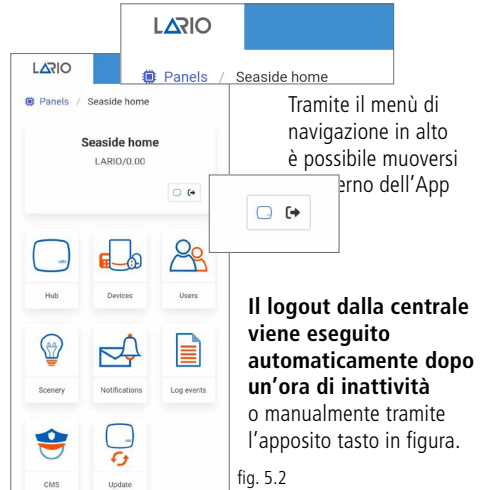 LARIO
Panels / Seaside home
LARIO
Panels / Seaside home
Seaside home
LARIO/0.00
Hub
Devices
Users
Scenery
Notifications
Log events
CMS
Update
Tramite il menù di
navigazione in alto
è possibile muoversi
erno dell'App
Il logout dalla centrale
viene eseguito
automaticamente dopo
un'ora di inattività
o manualmente tramite
l'apposito tasto in figura.
fig. 5.2